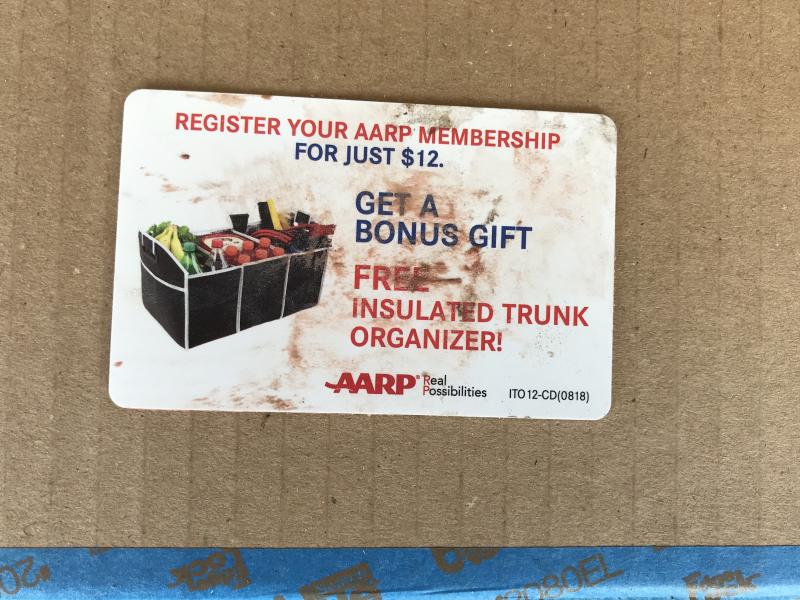 REGISTER YOUR AARP MEMBERSHIP
FOR JUST $12.
GET A
BONUS GIFT
FREE
INSULATED TRUNK
ORGANIZER!
AARP® Real
Possibilities
ITO12-CD(0818)
2080EL